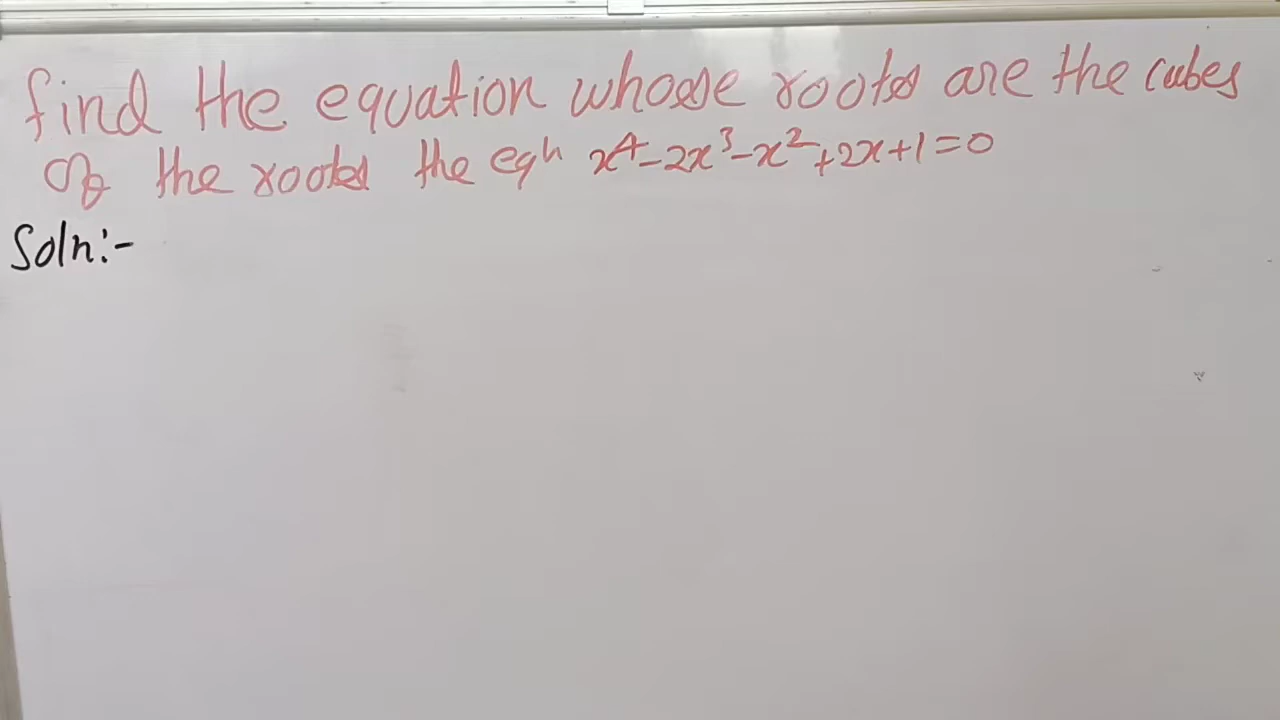 find the equation whose roots are the cubes
Of the roots the eqn x⁴-2x³-x²+2x+1=0
Soln:-